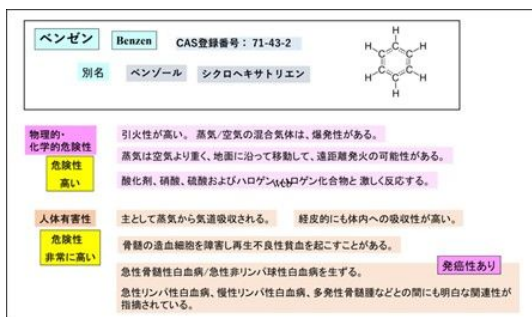 ベンゼン Benzen CAS登録番号： 71-43-2
別名 ベンゾール シクロヘキサトリエン
H
H H
C
C C
C C
C
H H
H
物理的・
化学的危険性
危険性
高い
引火性が高い。 蒸気/空気の混合気体は、爆発性がある。
蒸気は空気より重く、地面に沿って移動して、遠距離発火の可能性がある。
酸化剤、硝酸、硫酸およびハロゲン ハロゲン化合物と 激しく反応する。
人体有害性
危険性
非常に高い
主として蒸気から気道吸収される。 経皮的にも体内への吸収性が高い。
骨髄の造血細胞を障害し再生不良性貧血を起こすことがある。
発癌性あり
急性骨髄性白血病/急性非リンパ球性白血病を生ずる。
急性リンパ性白血病、慢性リンパ性白血病、多発性骨髄腫などとの間にも明白な関連性が
指摘されている。